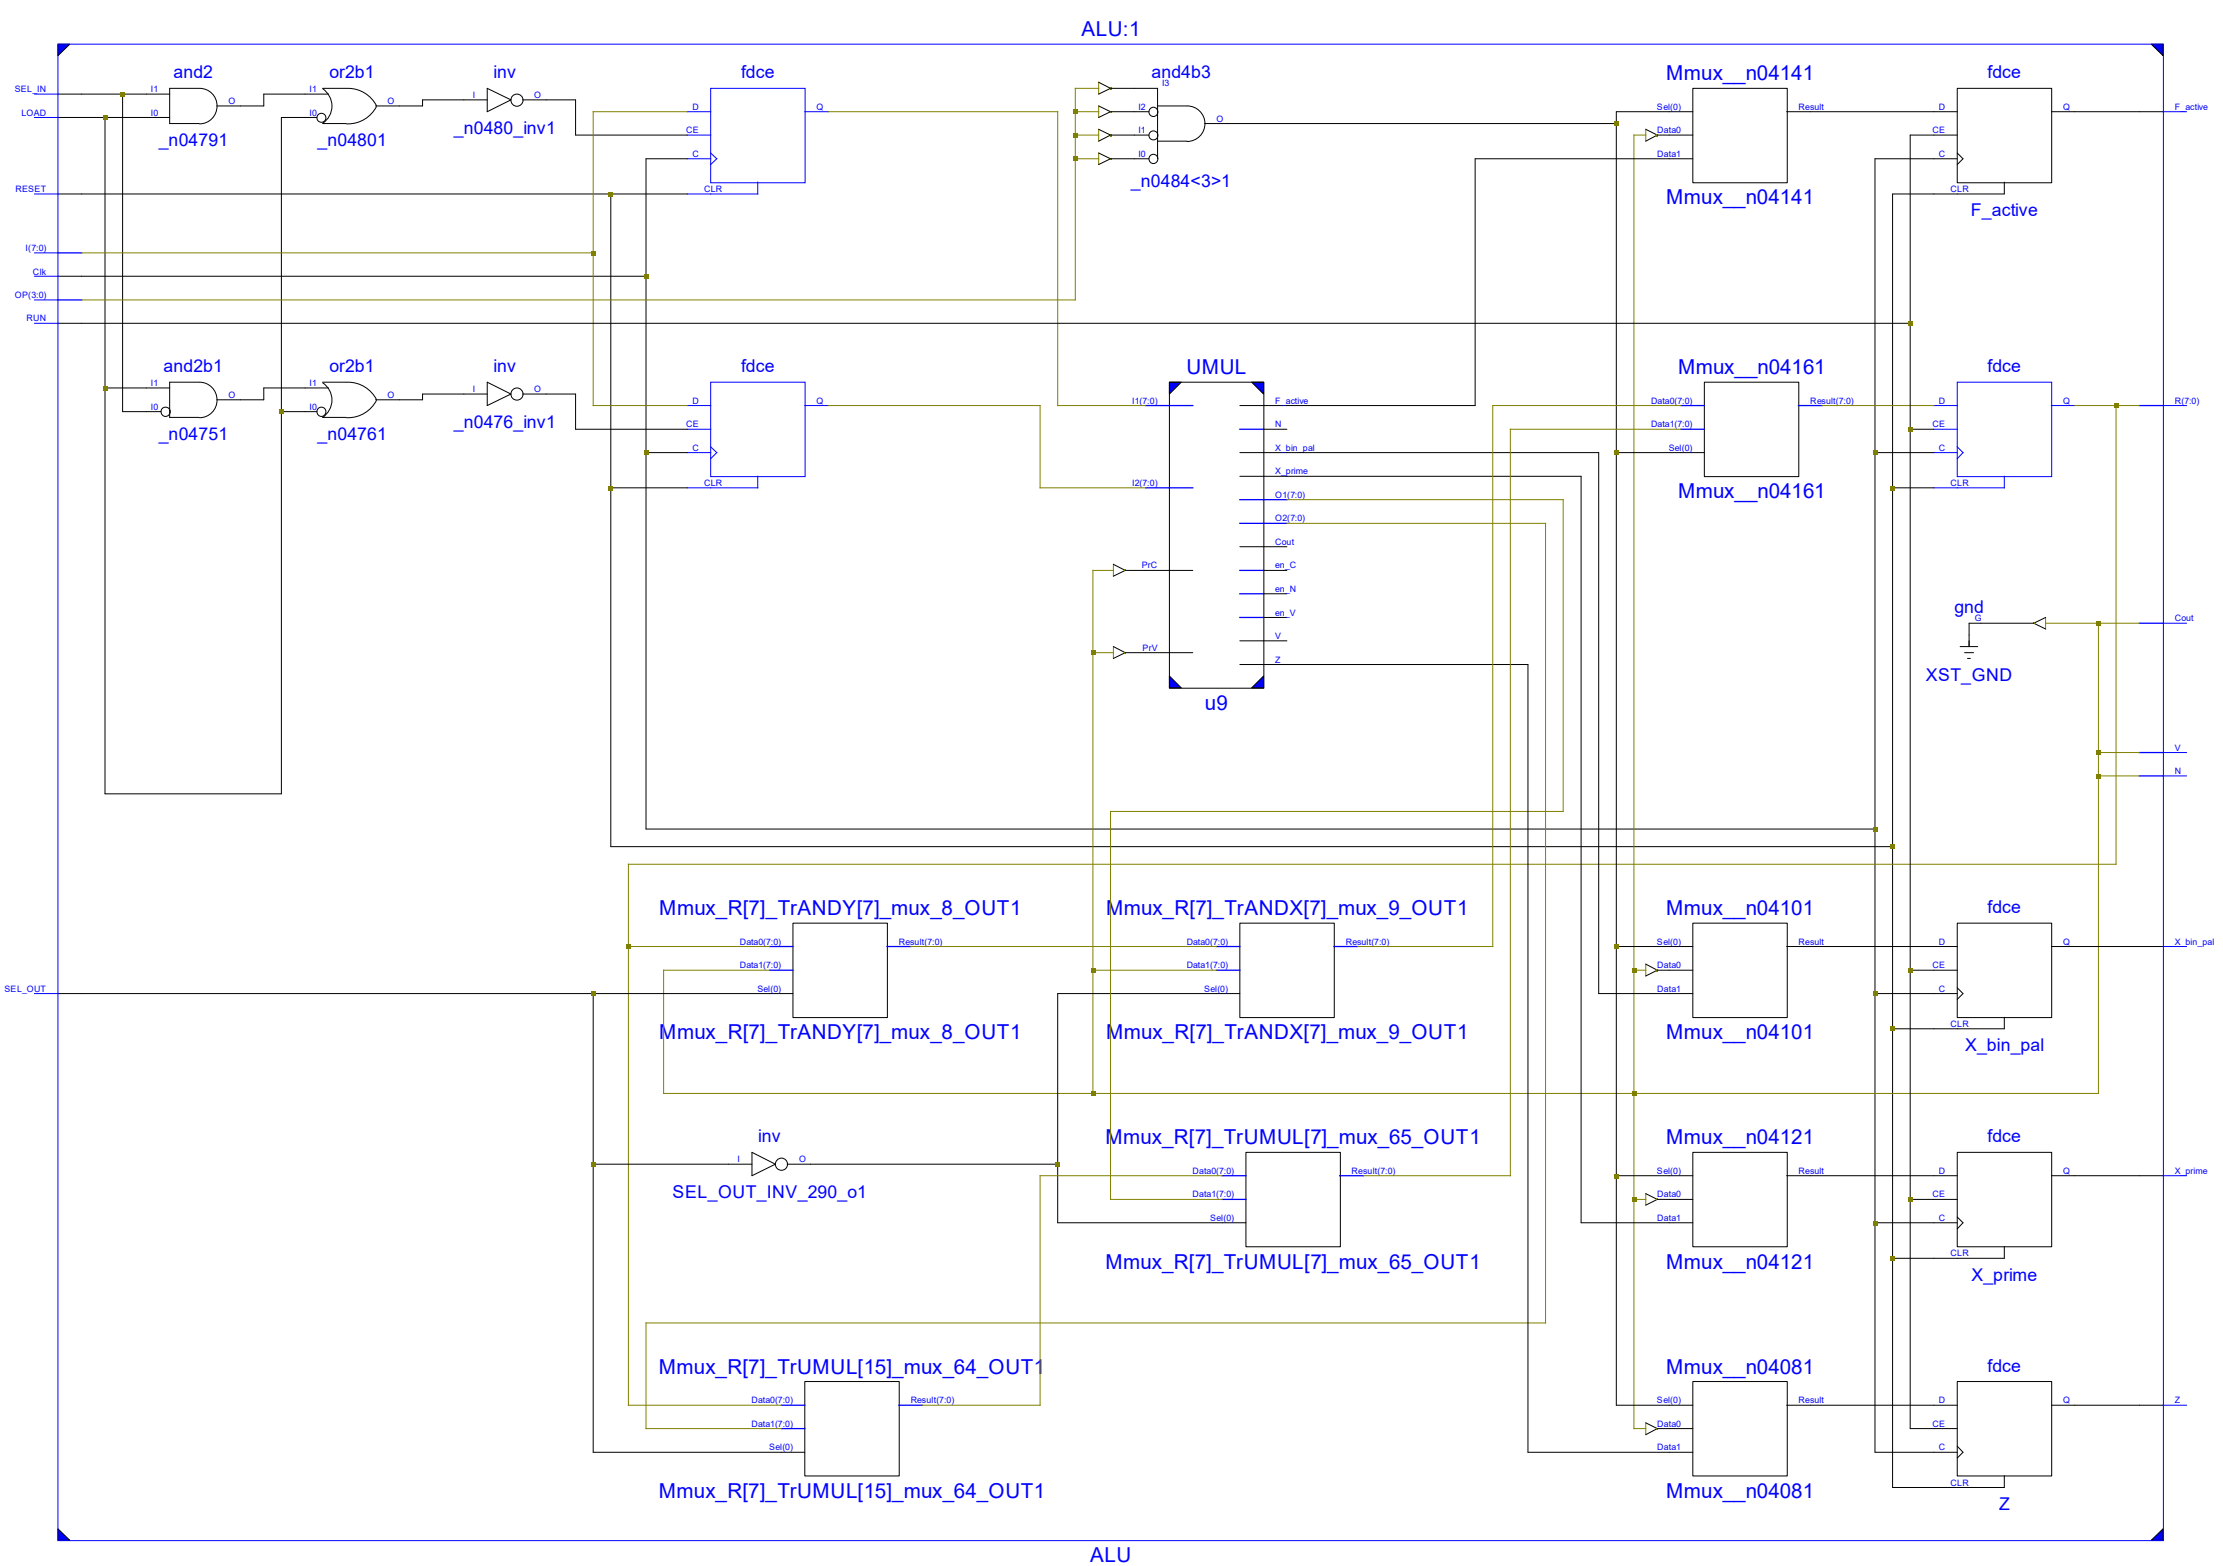 ALU:1
and2
or2b1
inv
fdce
and4b3
Mmux__n04141
fdce
SEL_IN
LOAD
I1
I0
O
I1
I0
O
I
O
D
CE
C
CLR
Q
I3
I2
I1
I0
O
Sel(0)
Data0
Data1
Result
D
CE
C
CLR
Q
F_active
_n04791
_n04801
_n0480_inv1
_n0484<3>1
Mmux__n04141
F_active
RESET
I(7:0)
Clk
OP(3:0)
RUN
and2b1
or2b1
inv
fdce
UMUL
Mmux__n04161
fdce
I1
I0
O
I1
I0
O
I
O
D
CE
C
CLR
Q
I1(7:0)
I2(7:0)
PrC
PrV
F_active
N
X_bin_pal
X_prime
O1(7:0)
O2(7:0)
Cout
en_C
en_N
en_V
V
Z
Data0(7:0)
Data1(7:0)
Sel(0)
Result(7:0)
D
CE
C
CLR
Q
R(7:0)
_n04751
_n04761
_n0476_inv1
Mmux__n04161
u9
gnd
G
XST_GND
Cout
V
N
Mmux_R[7]_TrANDY[7]_mux_8_OUT1
Mmux_R[7]_TrANDX[7]_mux_9_OUT1
Mmux__n04101
fdce
SEL_OUT
Data0(7:0)
Data1(7:0)
Sel(0)
Result(7:0)
Data0(7:0)
Data1(7:0)
Sel(0)
Result(7:0)
Sel(0)
Data0
Data1
Result
D
CE
C
CLR
Q
X_bin_pal
Mmux_R[7]_TrANDY[7]_mux_8_OUT1
Mmux_R[7]_TrANDX[7]_mux_9_OUT1
Mmux__n04101
X_bin_pal
inv
Mmux_R[7]_TrUMUL[7]_mux_65_OUT1
Mmux__n04121
fdce
I
O
Data0(7:0)
Data1(7:0)
Sel(0)
Result(7:0)
Sel(0)
Data0
Data1
Result
D
CE
C
CLR
Q
X_prime
SEL_OUT_INV_290_o1
Mmux_R[7]_TrUMUL[7]_mux_65_OUT1
Mmux__n04121
X_prime
Mmux_R[7]_TrUMUL[15]_mux_64_OUT1
Mmux__n04081
fdce
Data0(7:0)
Data1(7:0)
Sel(0)
Result(7:0)
Sel(0)
Data0
Data1
Result
D
CE
C
CLR
Q
Z
Mmux_R[7]_TrUMUL[15]_mux_64_OUT1
Mmux__n04081
Z
ALU